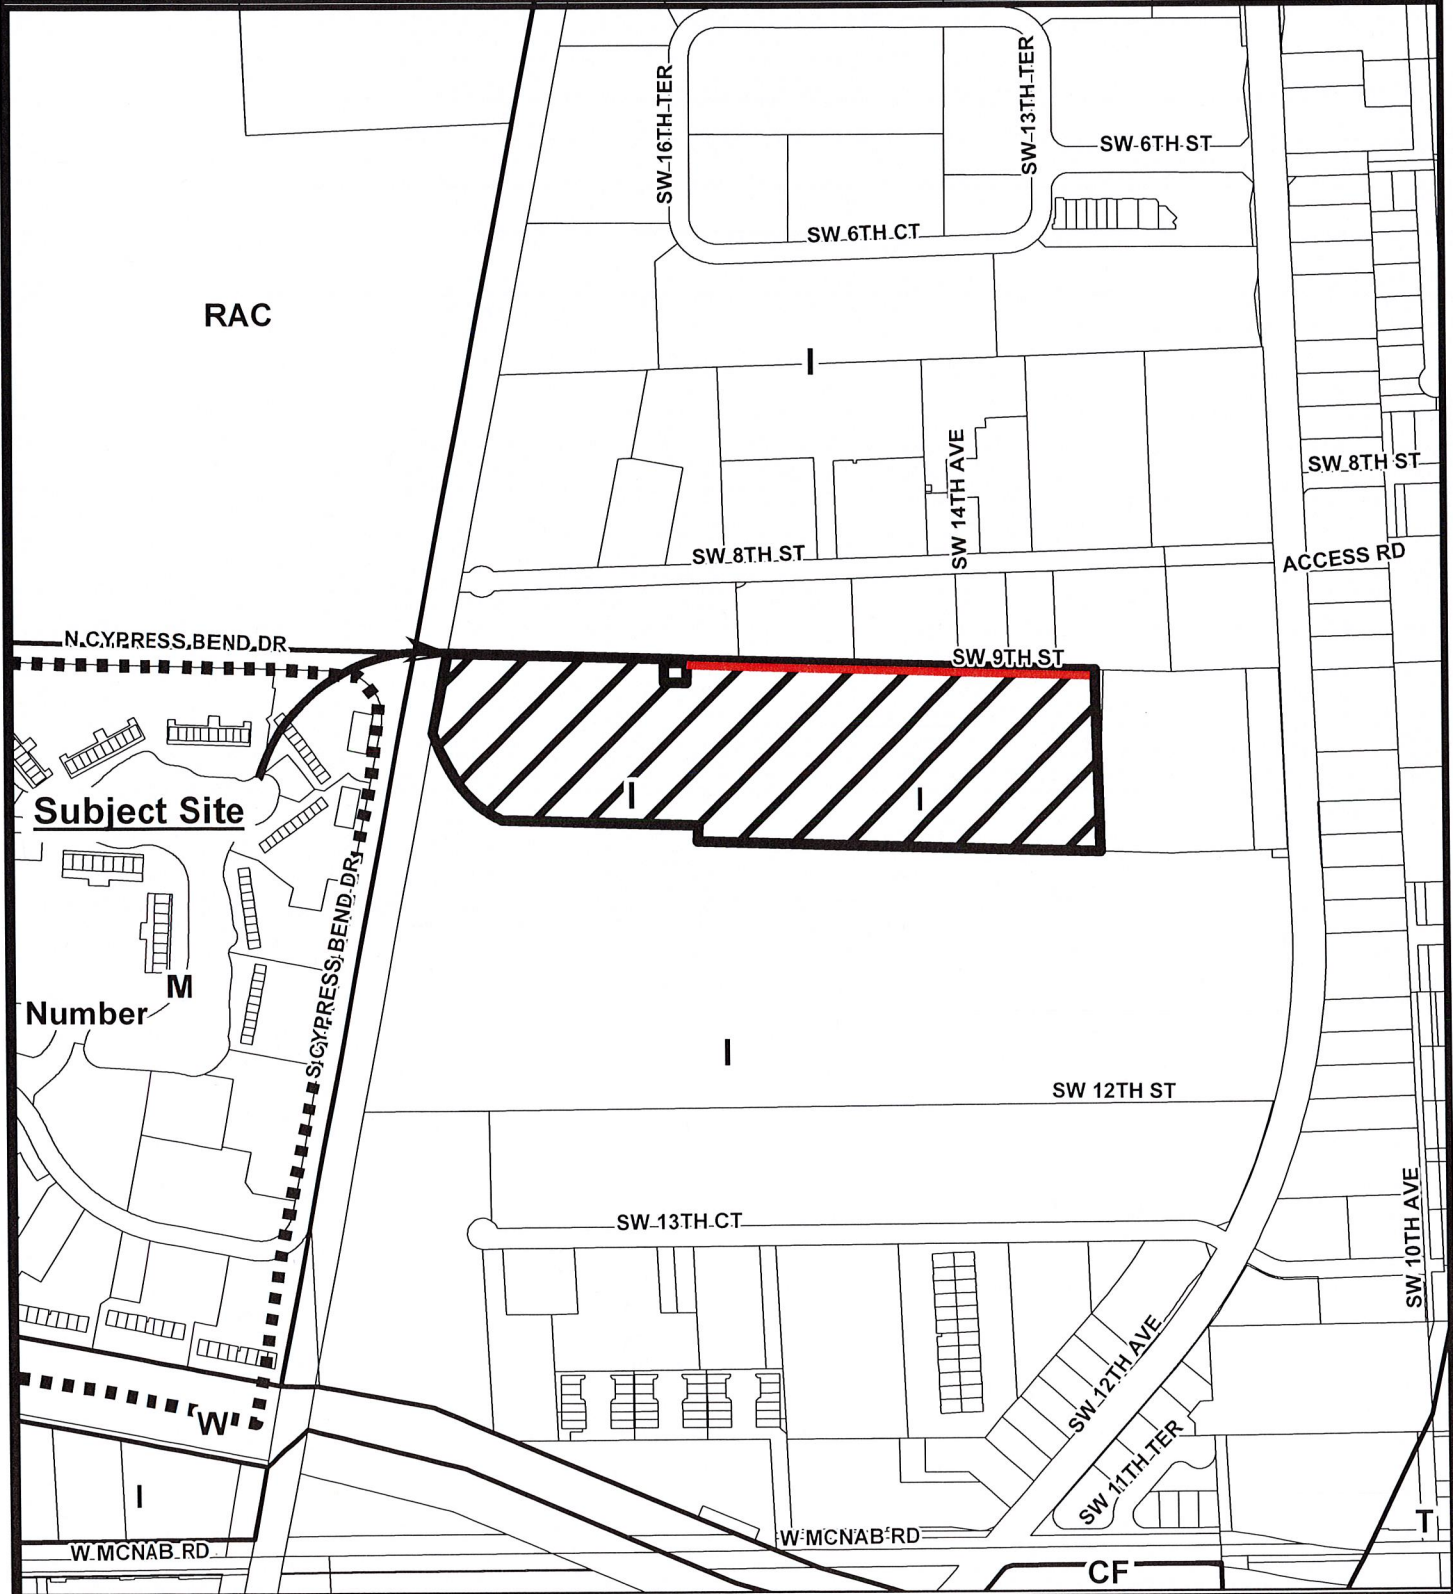 SW 16TH TER
SW 13TH TER
SW 6TH ST
SW 6TH CT
RAC
I
SW 14TH AVE
SW 8TH ST
SW 8TH ST
ACCESS RD
N CYPRESS BEND DR
SW 9TH ST
Subject Site
I
I
S CYPRESS BEND DR
M
Number
I
SW 12TH ST
SW 10TH AVE
SW 13TH CT
SW 12TH AVE
W
SW 11TH TER
I
T
W MCNAB RD
W MCNAB RD
CF